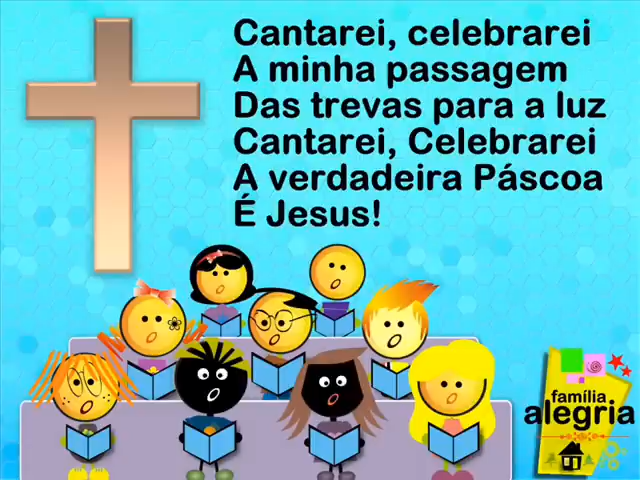 Cantarei, celebrarei
A minha passagem
Das trevas para a luz
Cantarei, Celebrarei
A verdadeira Páscoa
É Jesus!
família
alegria